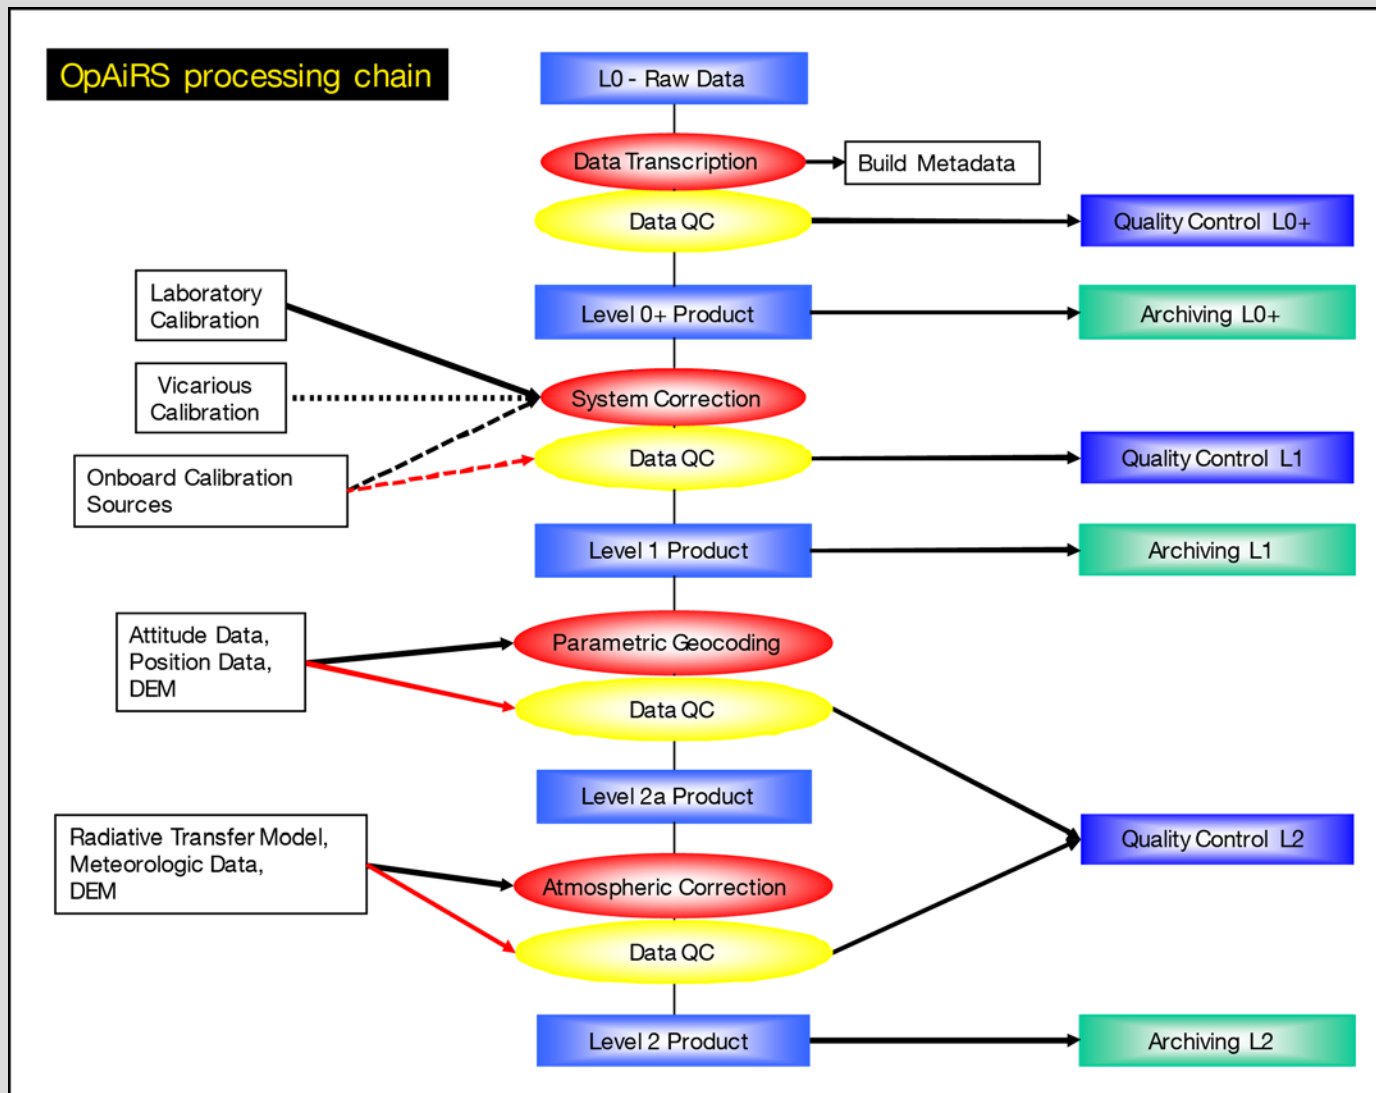 OpAiRS processing chain
L0 - Raw Data
Data Transcription
Build Metadata
Data QC
Quality Control L0+
Laboratory
Calibration
Level 0+ Product
Archiving L0+
Vicarious
Calibration
System Correction
Onboard Calibration
Sources
Data QC
Quality Control L1
Level 1 Product
Archiving L1
Attitude Data,
Position Data,
DEM
Parametric Geocoding
Data QC
Level 2a Product
Radiative Transfer Model,
Meteorologic Data,
DEM
Quality Control L2
Atmospheric Correction
Data QC
Level 2 Product
Archiving L2